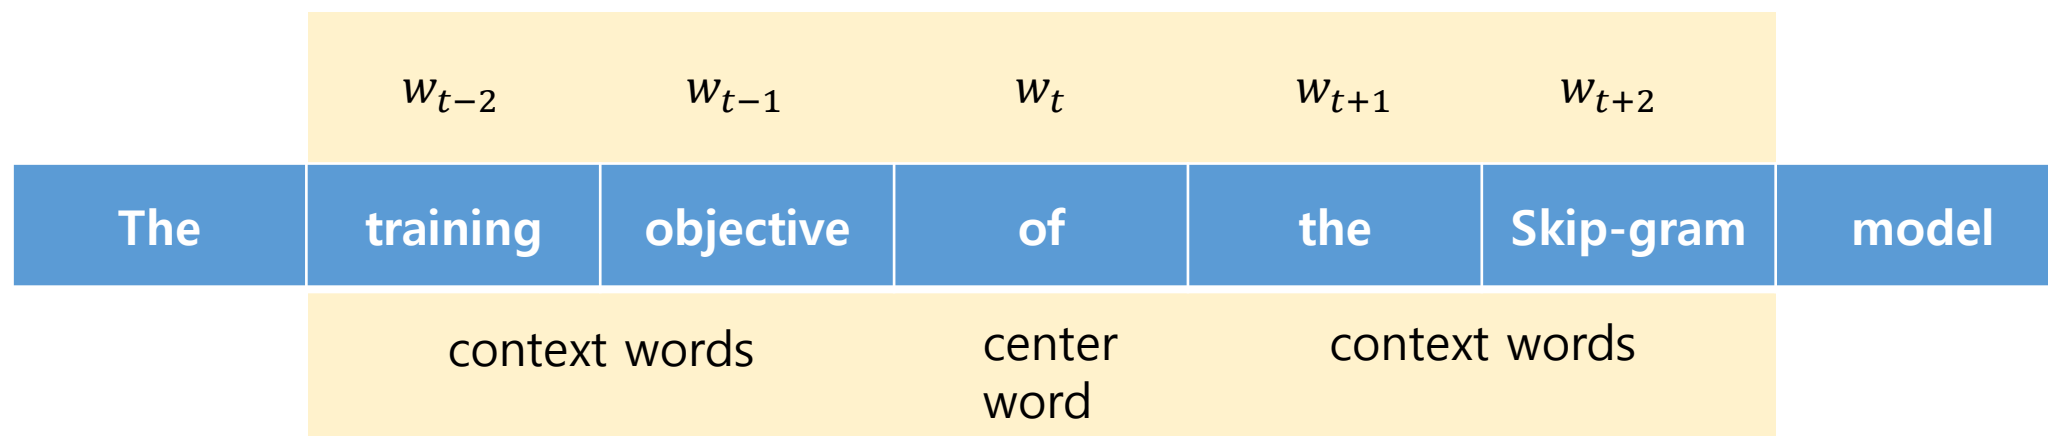 w_{t−2} w_{t−1} w_t w_{t+1} w_{t+2}
The training objective of the Skip-gram model
context words center word context words